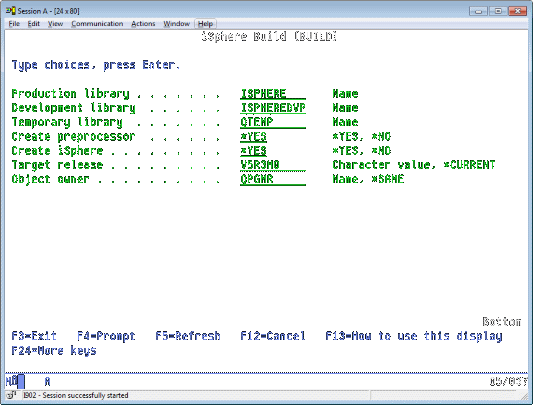 Session A - [24 x 80]
File Edit View Communication Actions Window Help
iSphere Build (BUILD)
Type choices, press Enter.
Production library . . . . . . . ISPHERE Name
Development library . . . . . . ISPHEREDVP Name
Temporary library . . . . . . . QTEMP Name
Create preprocessor . . . . . . *YES *YES, *NO
Create iSphere . . . . . . . . . *YES *YES, *NO
Target release . . . . . . . . . V5R3M0 Character value, *CURRENT
Object owner . . . . . . . . . . QPGMR Name, *SAME
Bottom
F3=Exit F4=Prompt F5=Refresh F12=Cancel F13=How to use this display
F24=More keys
A
I902 - Session successfully started